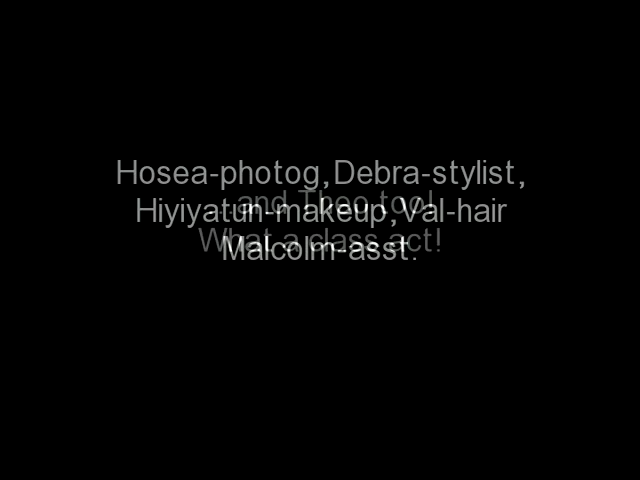 Hosea-photog,Debra-stylist,
... and Theo too!
Hiyiyatun-makeup,Val-hair
What a class act!
Malcolm-asst.